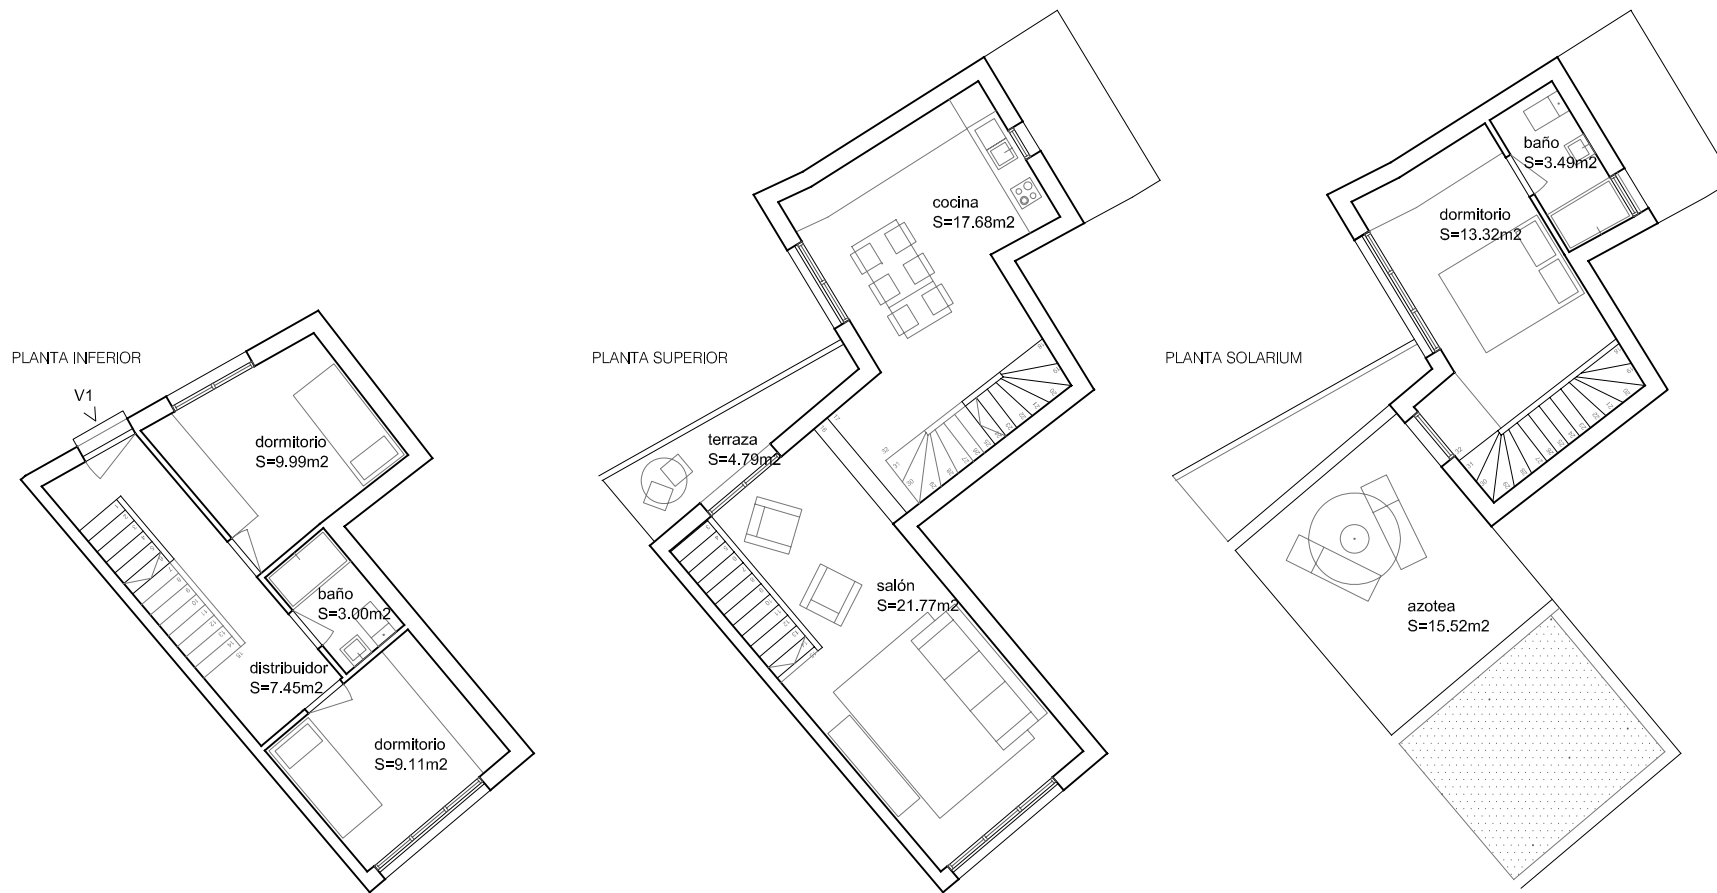 PLANTA INFERIOR
V1
dormitorio
S=9.99m2
baño
S=3.00m2
distribuidor
S=7.45m2
dormitorio
S=9.11m2
PLANTA SUPERIOR
cocina
S=17.68m2
terraza
S=4.79m2
salón
S=21.77m2
PLANTA SOLARIUM
baño
S=3.49m2
dormitorio
S=13.32m2
azotea
S=15.52m2